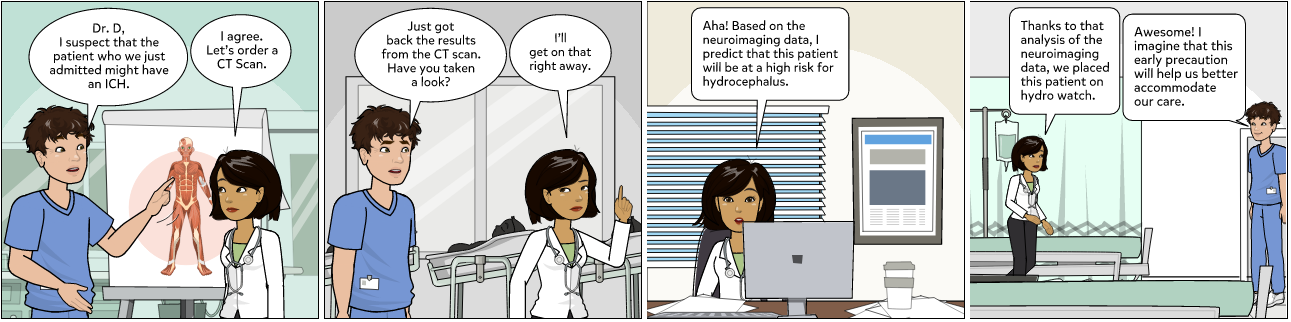 Dr. D,
I suspect that the
patient who we just
admitted might have
an ICH.
I agree.
Let's order a
CT Scan.
Just got
back the results
from the CT scan.
Have you taken
a look?
I'll
get on that
right away.
Aha! Based on the
neuroimaging data, I
predict that this patient
will be at a high risk for
hydrocephalus.
Thanks to that
analysis of the
neuroimaging
data, we placed
this patient on
hydro watch.
Awesome! I
imagine that this
early precaution
will help us better
accommodate
our care.